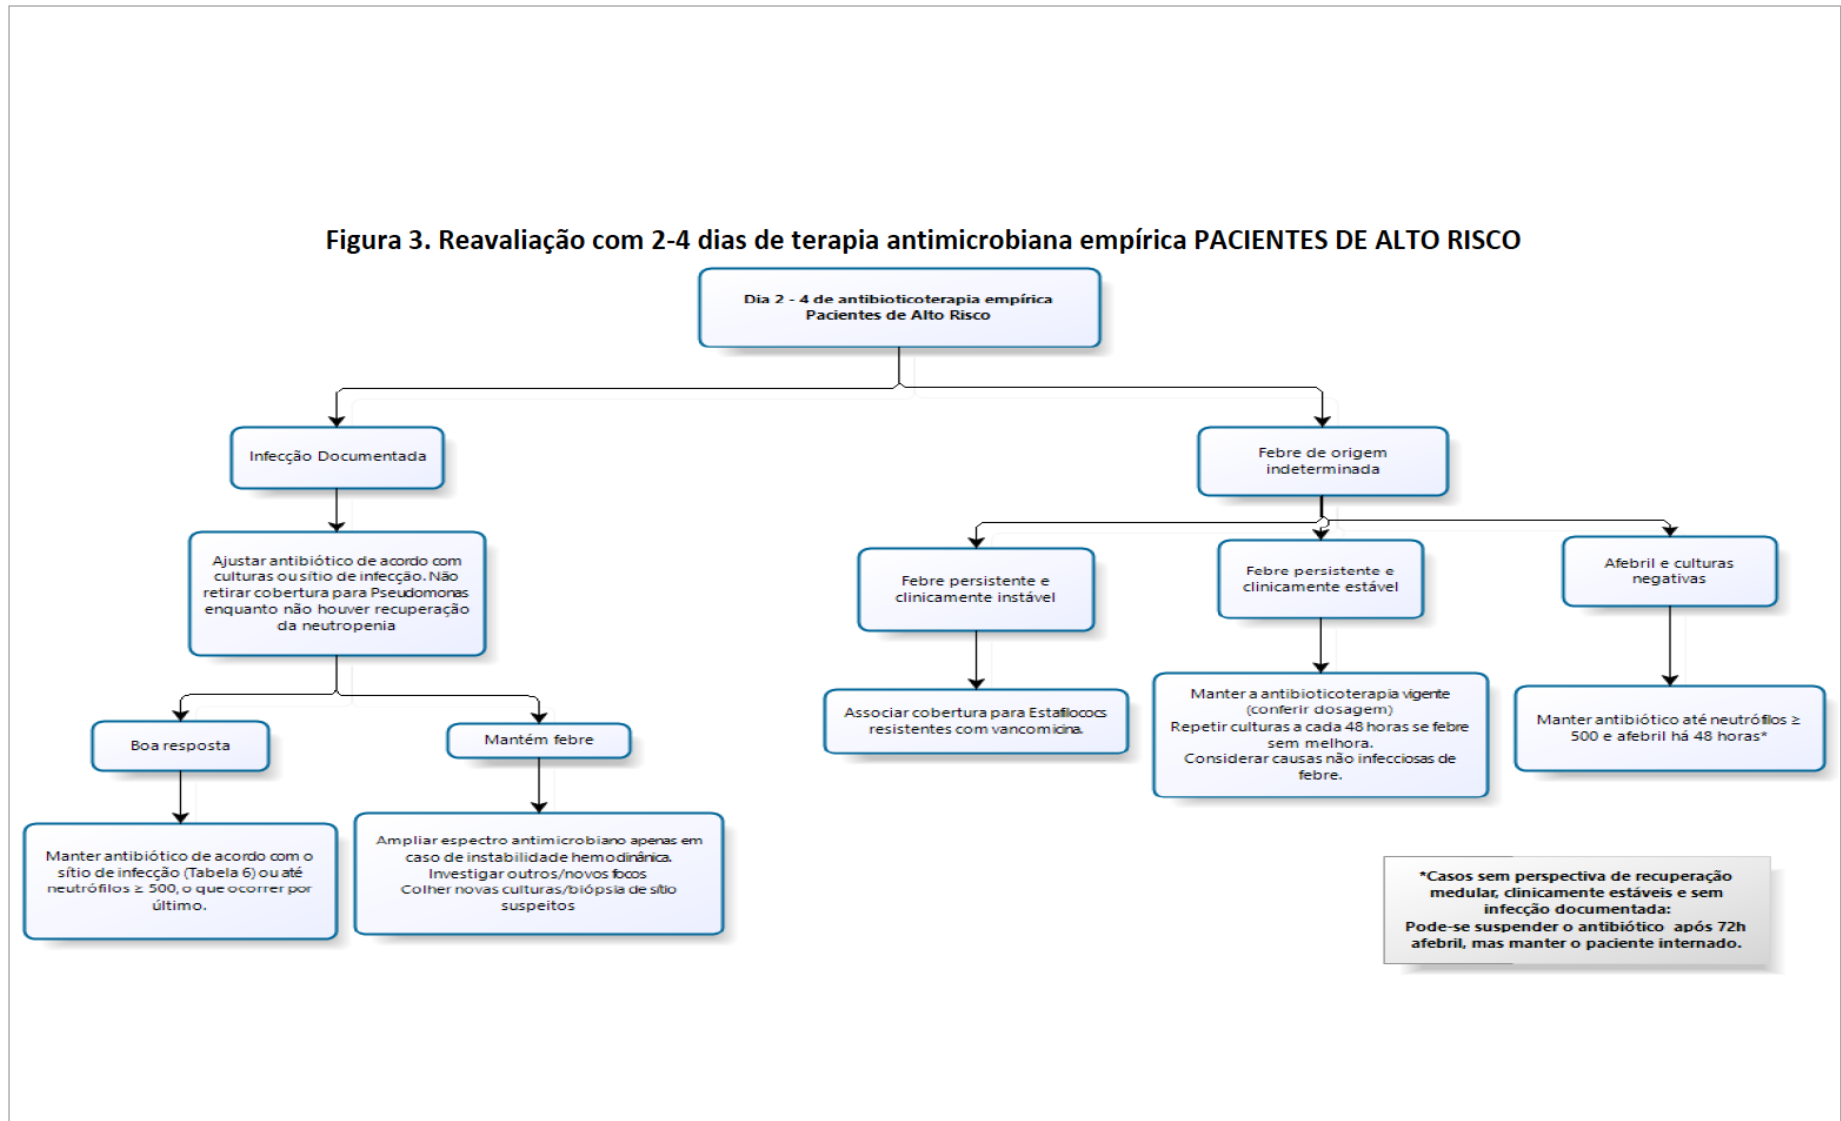 Figura 3. Reavaliação com 2-4 dias de terapia antimicrobiana empírica PACIENTES DE ALTO RISCO
Dia 2 - 4 de antibioticoterapia empírica
Pacientes de Alto Risco
Infecção Documentada
Febre de origem
indeterminada
Ajustar antibiótico de acordo com
culturas ou sítio de infecção. Não
retirar cobertura para Pseudomonas
enquanto não houver recuperação
da neutropenia
Febre persistente e
clinicamente instável
Febre persistente e
clinicamente estável
Afebril e culturas
negativas
Boa resposta
Mantém febre
Associar cobertura para Estafilococs
resistentes com vancomicina.
Manter a antibioticoterapia vigente
(conferir dosagem)
Repetir culturas a cada 48 horas se febre
sem melhora.
Considerar causas não infecciosas de
febre.
Manter antibiótico até neutrófilos ≥
500 e afebril há 48 horas*
Manter antibiótico de acordo com o
sítio de infecção (Tabela 6) ou até
neutrófilos ≥ 500, o que ocorrer por
último.
Ampliar espectro antimicrobiano apenas em
caso de instabilidade hemodinânica.
Investigar outros/novos focos
Colher novas culturas/biópsia de sítio
suspeitos
*Casos sem perspectiva de recuperação
medular, clinicamente estáveis e sem
infecção documentada:
Pode-se suspender o antibiótico após 72h
afebril, mas manter o paciente internado.